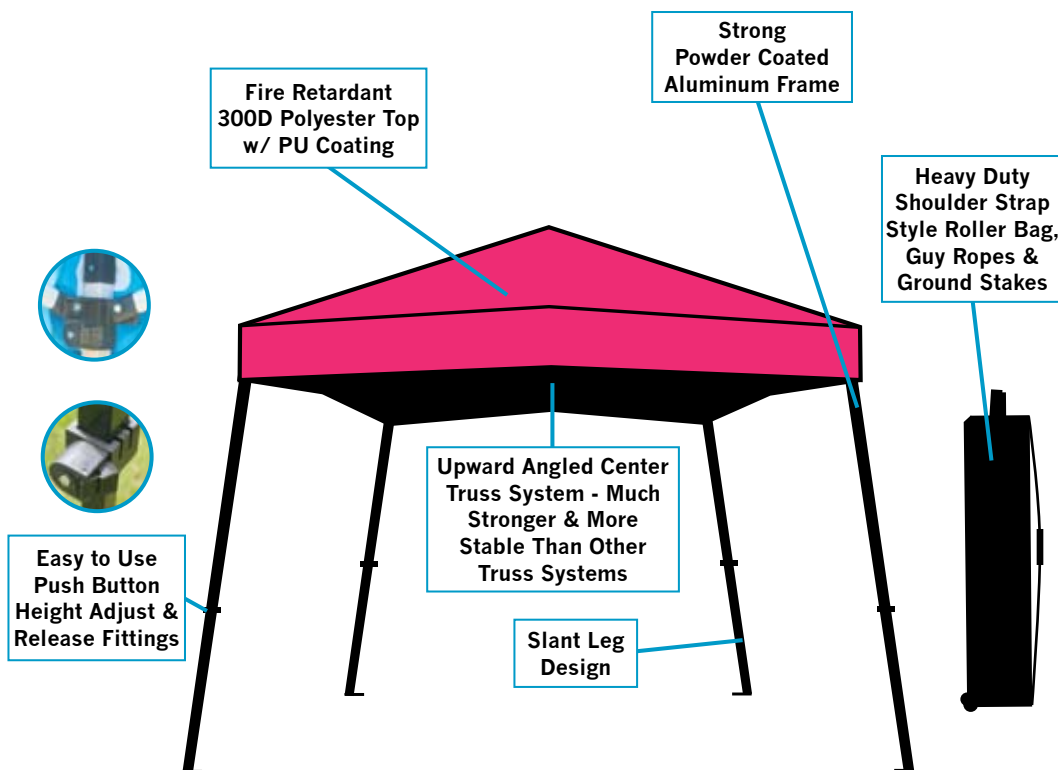 Strong
Powder Coated
Aluminum Frame
Fire Retardant
300D Polyester Top
w/ PU Coating
Heavy Duty
Shoulder Strap
Style Roller Bag,
Guy Ropes &
Ground Stakes
Upward Angled Center
Truss System - Much
Stronger & More
Stable Than Other
Truss Systems
Easy to Use
Push Button
Height Adjust &
Release Fittings
Slant Leg
Design